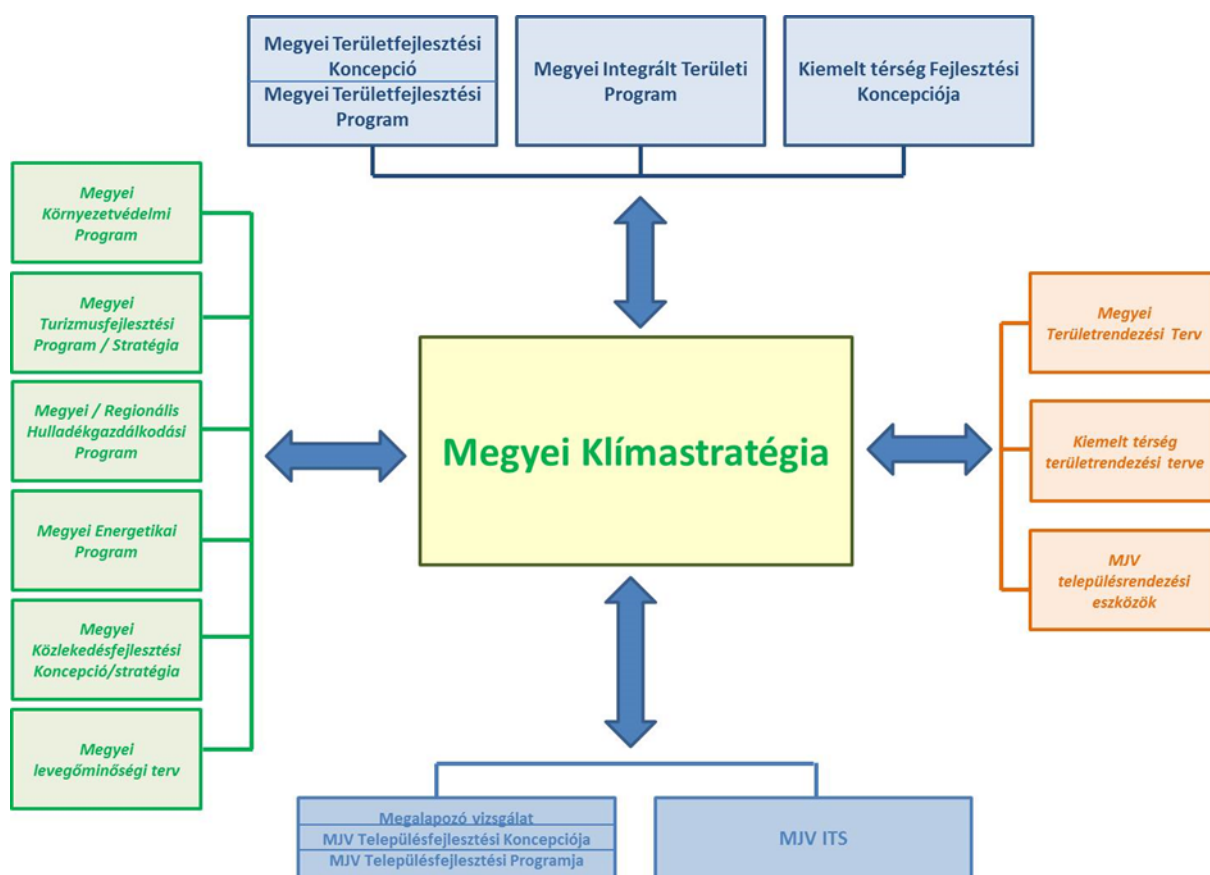 Megyei Területfejlesztési
Koncepció
Megyei Területfejlesztési
Program
Megyei Integrált Területi
Program
Kiemelt térség Fejlesztési
Koncepciója
Megyei
Környezetvédelmi
Program
Megyei
Turizmusfejlesztési
Program / Stratégia
Megyei / Regionális
Hulladékgazdálkodási
Program
Megyei Energetikai
Program
Megyei
Közlekedésfejlesztési
Koncepció/stratégia
Megyei
levegőminőségi terv
Megyei Klímastratégia
Megyei
Területrendezési Terv
Kiemelt térség
területrendezési terve
MJV
településrendezési
eszközök
Megalapozó vizsgálat
MJV Településfejlesztési Koncepciója
MJV Településfejlesztési Programja
MJV ITS